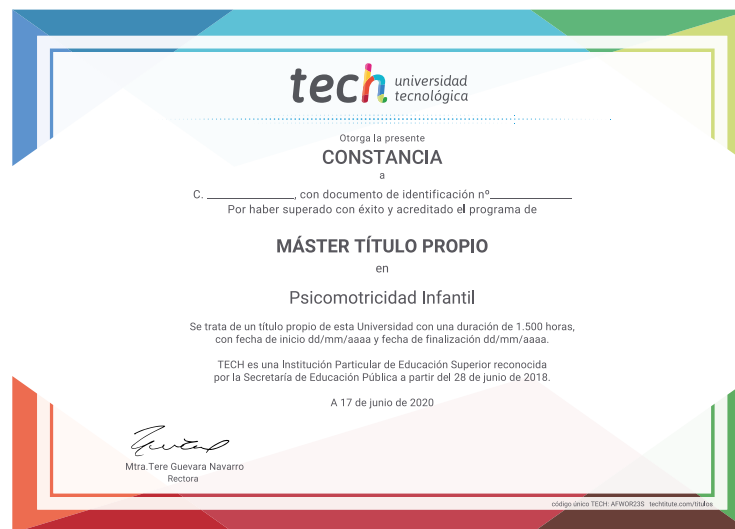 tech universidad
tecnológica
Otorga la presente
CONSTANCIA
a
C. ________________, con documento de identificación nº______________
Por haber superado con éxito y acreditado el programa de
MÁSTER TÍTULO PROPIO
en
Psicomotricidad Infantil
Se trata de un título propio de esta Universidad con una duración de 1.500 horas,
con fecha de inicio dd/mm/aaaa y fecha de finalización dd/mm/aaaa.
TECH es una Institución Particular de Educación Superior reconocida
por la Secretaría de Educación Pública a partir del 28 de junio de 2018.
A 17 de junio de 2020
Mtra.Tere Guevara Navarro
Rectora
código único TECH: AFWOR23S techtitute.com/títulos